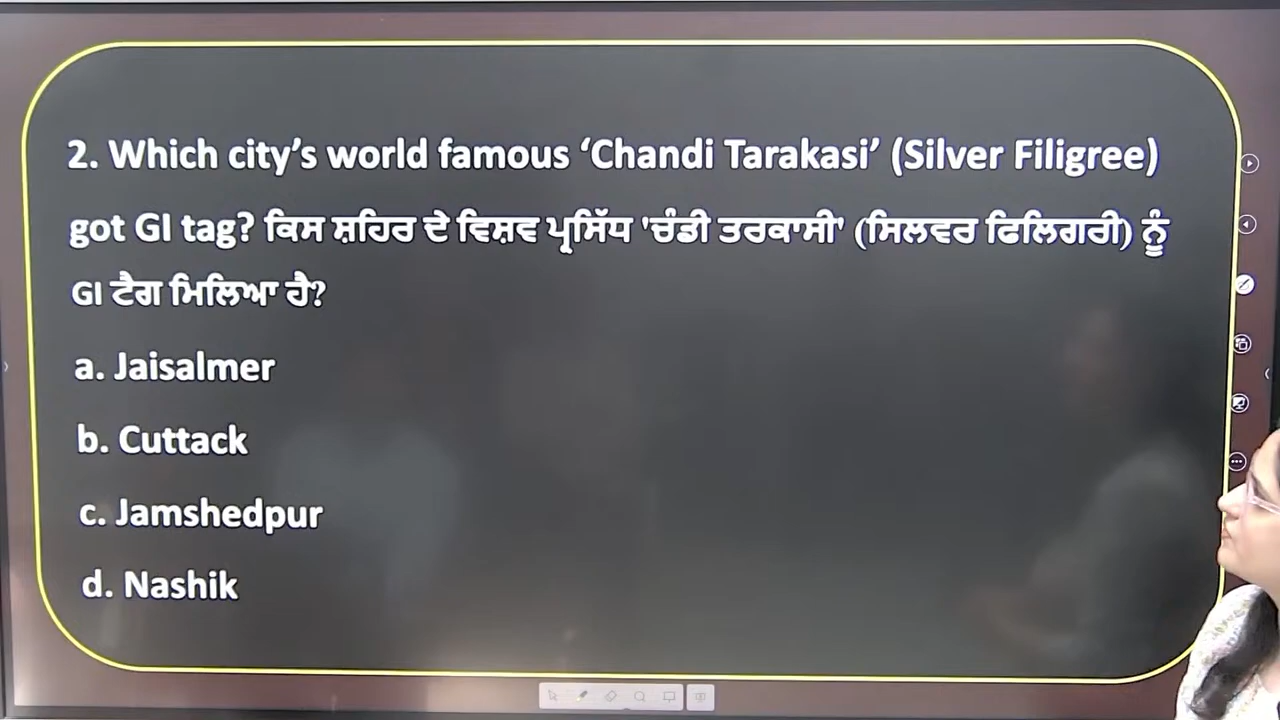 2. Which city’s world famous ‘Chandi Tarakasi’ (Silver Filigree)
got GI tag? ਕਿਸ ਸ਼ਹਿਰ ਦੇ ਵਿਸ਼ਵ ਪ੍ਰਸਿੱਧ 'ਚੰਡੀ ਤਰਕਾਸੀ' (ਸਿਲਵਰ ਫਿਲਿਗਰੀ) ਨੂੰ
GI ਟੈਗ ਮਿਲਿਆ ਹੈ?
a. Jaisalmer
b. Cuttack
c. Jamshedpur
d. Nashik